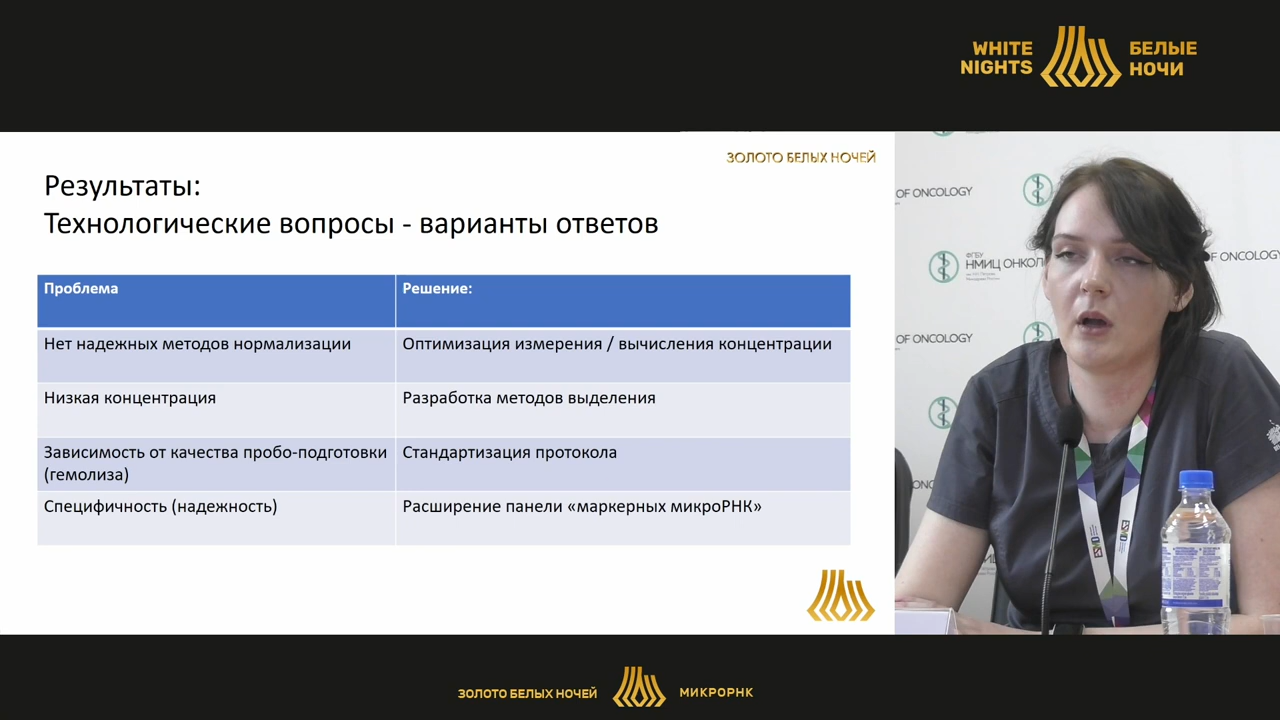 WHITE NIGHTS
БЕЛЫЕ НОЧИ
ЗОЛОТО БЕЛЫХ НОЧЕЙ
Результаты:
Технологические вопросы - варианты ответов
Проблема
Решение:
Нет надежных методов нормализации
Оптимизация измерения / вычисления концентрации
Низкая концентрация
Разработка методов выделения
Зависимость от качества пробо-подготовки
(гемолиза)
Стандартизация протокола
Специфичность (надежность)
Расширение панели «маркерных микроРНК»
OF ONCOLOGY
ФГБУ
НМИЦ ОНКОЛ
OF ONCOLOGY
OF ONCOLOGY
ЗОЛОТО БЕЛЫХ НОЧЕЙ
МИКРОРНК